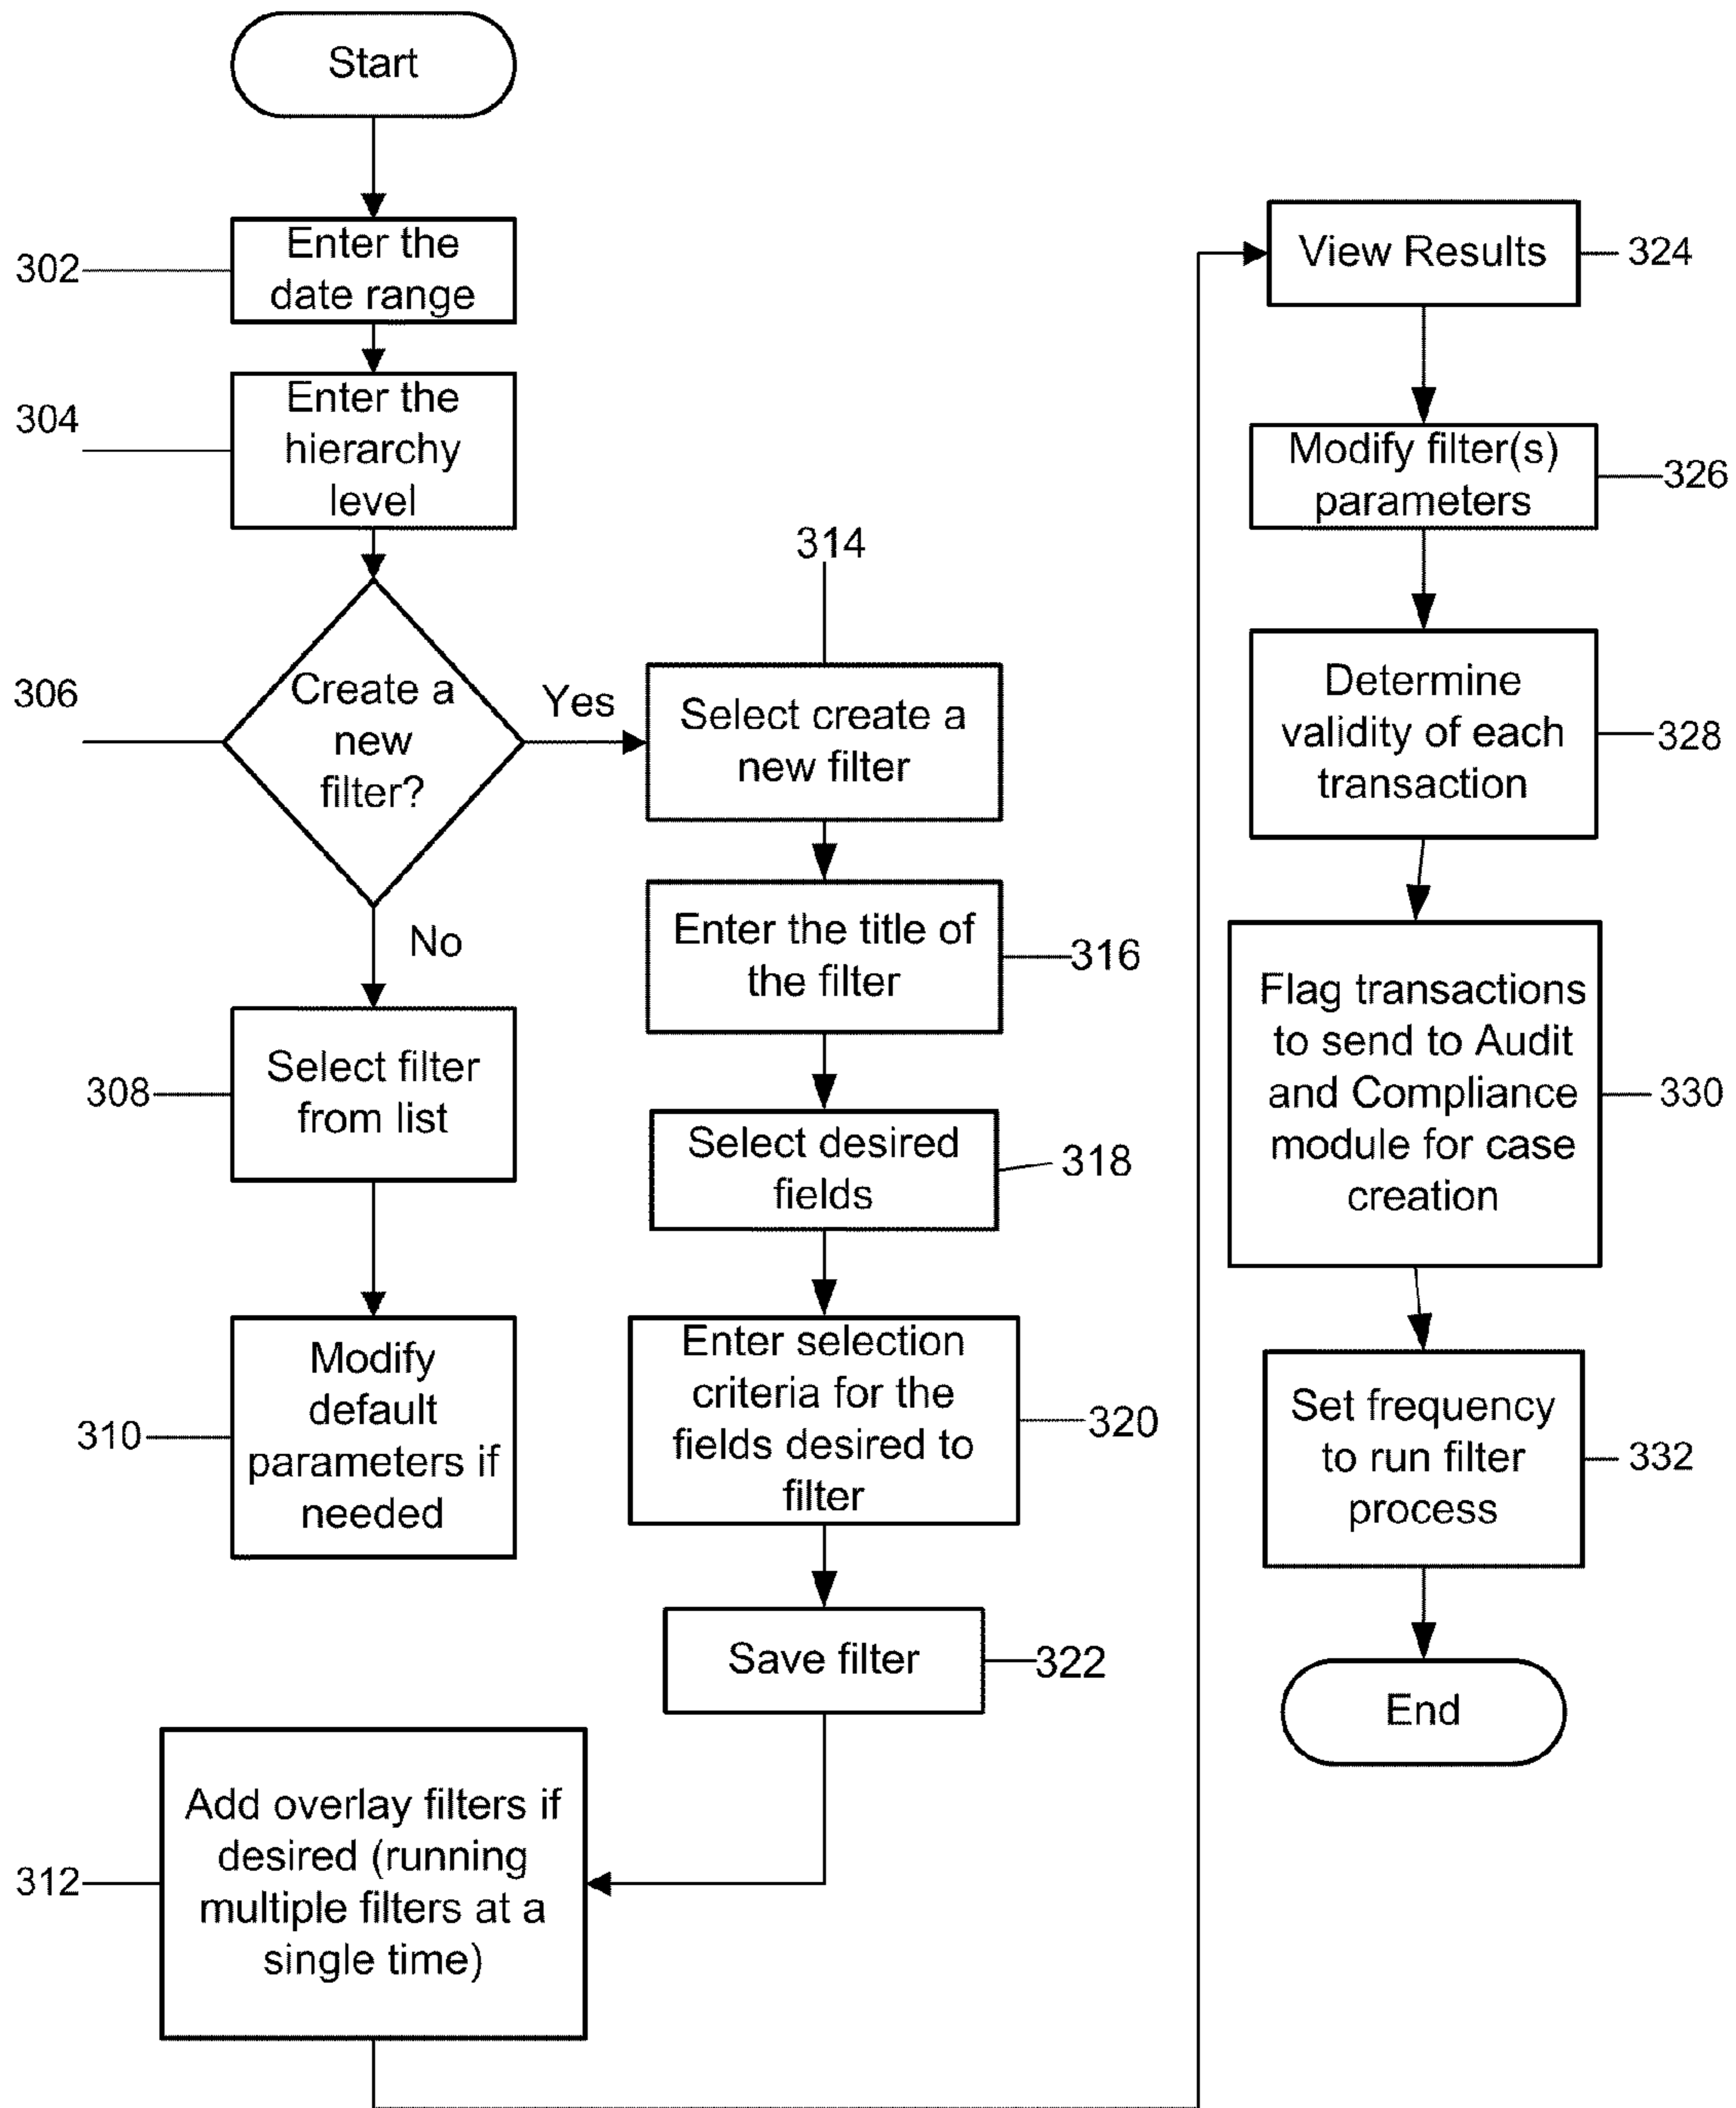 Start
302
Enter the
date range
304
Enter the
hierarchy
level
306
Create a
new
filter?
Yes
No
308
Select filter
from list
310
Modify
default
parameters if
needed
314
Select create a
new filter
Enter the title of
the filter
316
Select desired
fields
318
Enter selection
criteria for the
fields desired to
filter
320
Save filter
322
312
Add overlay filters if
desired (running
multiple filters at a
single time)
View Results
324
Modify filter(s)
parameters
326
Determine
validity of each
transaction
328
Flag transactions
to send to Audit
and Compliance
module for case
creation
330
Set frequency
to run filter
process
332
End